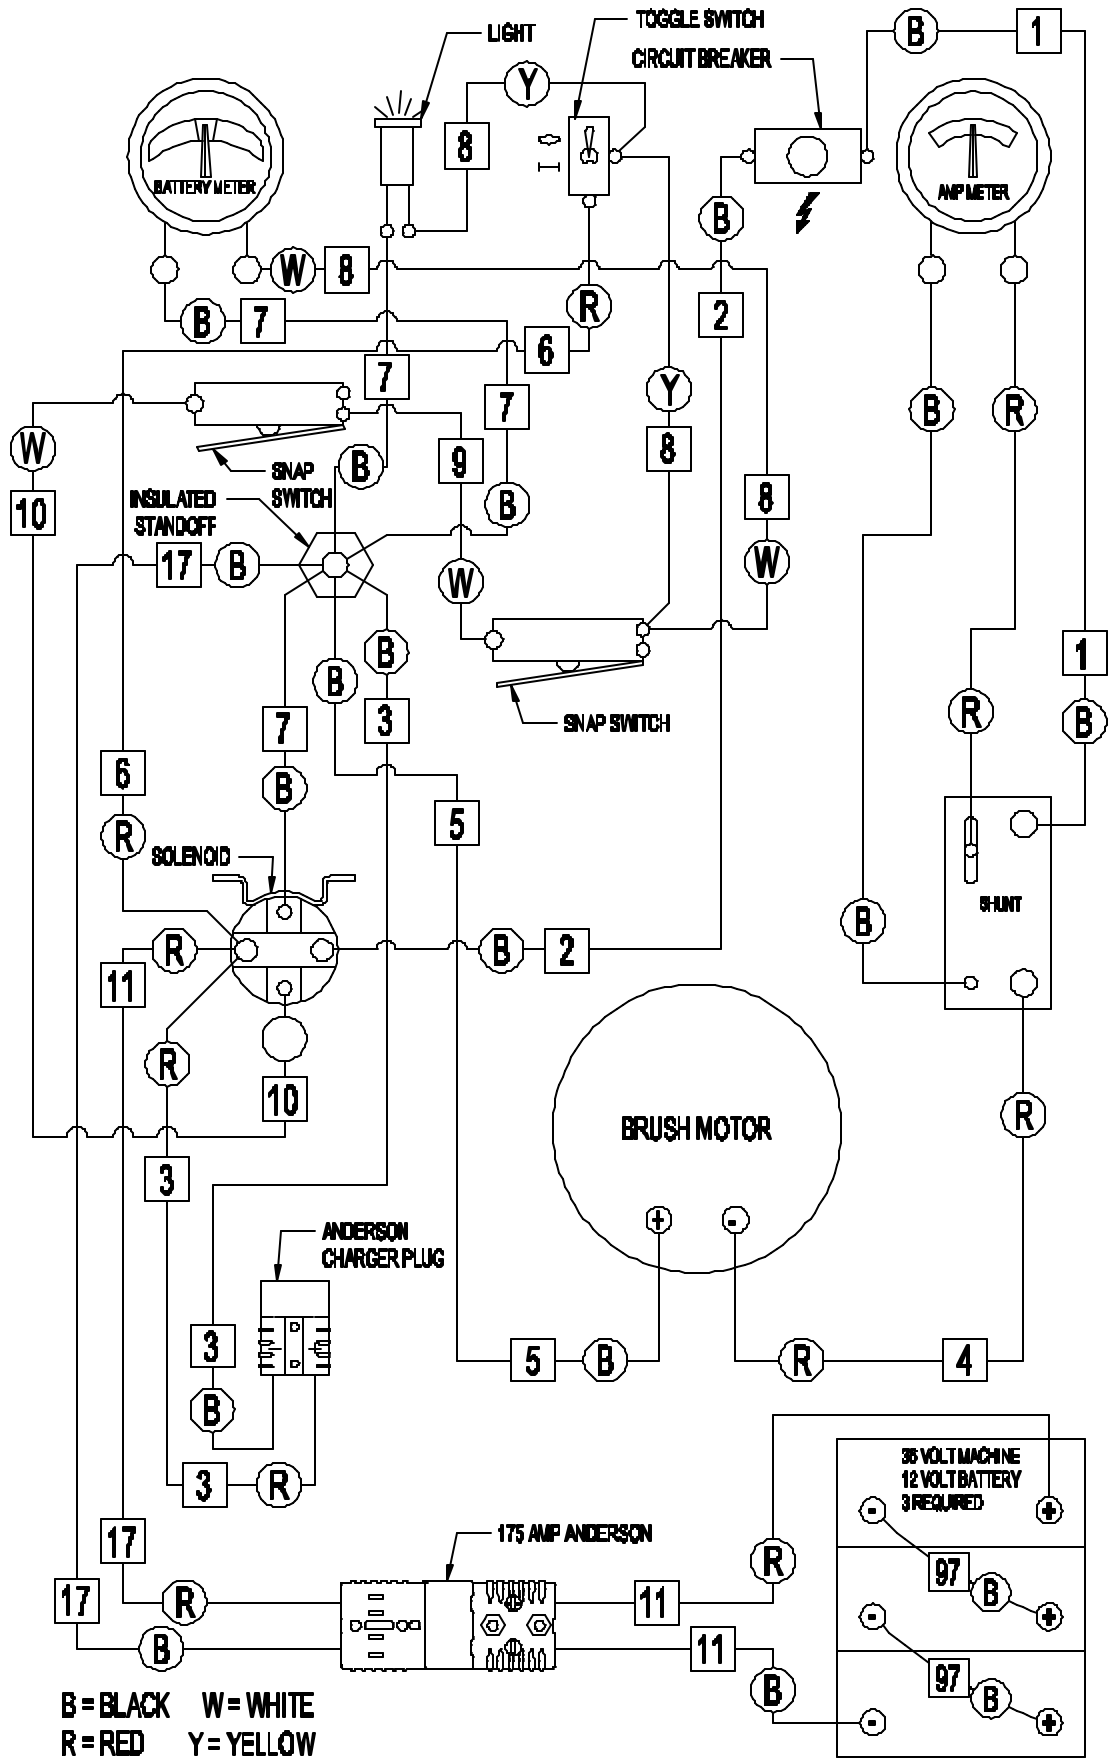 TOGGLE SWITCH
LIGHT
CIRCUIT BREAKER
B
1
Y
8
BATTERY METER
AMP METER
B
W
8
R
2
B
7
6
7
7
Y
B
R
W
9
8
B
SNAP
SWITCH
8
10
INSULATED
STANDOFF
B
17
B
W
W
B
B
1
3
SNAP SWITCH
R
B
7
6
B
5
R
SOLENOID
SHUNT
B
R
B
2
11
R
10
R
BRUSH MOTOR
3
+
-
ANDERSON
CHARGER PLUG
3
5
B
R
4
B
3
R
36 VOLT MACHINE
12 VOLT BATTERY
3 REQUIRED
-
+
17
175 AMP ANDERSON
R
97
B
17
R
11
-
+
B
11
97
B
B
-
+
B = BLACK W = WHITE
R = RED Y = YELLOW